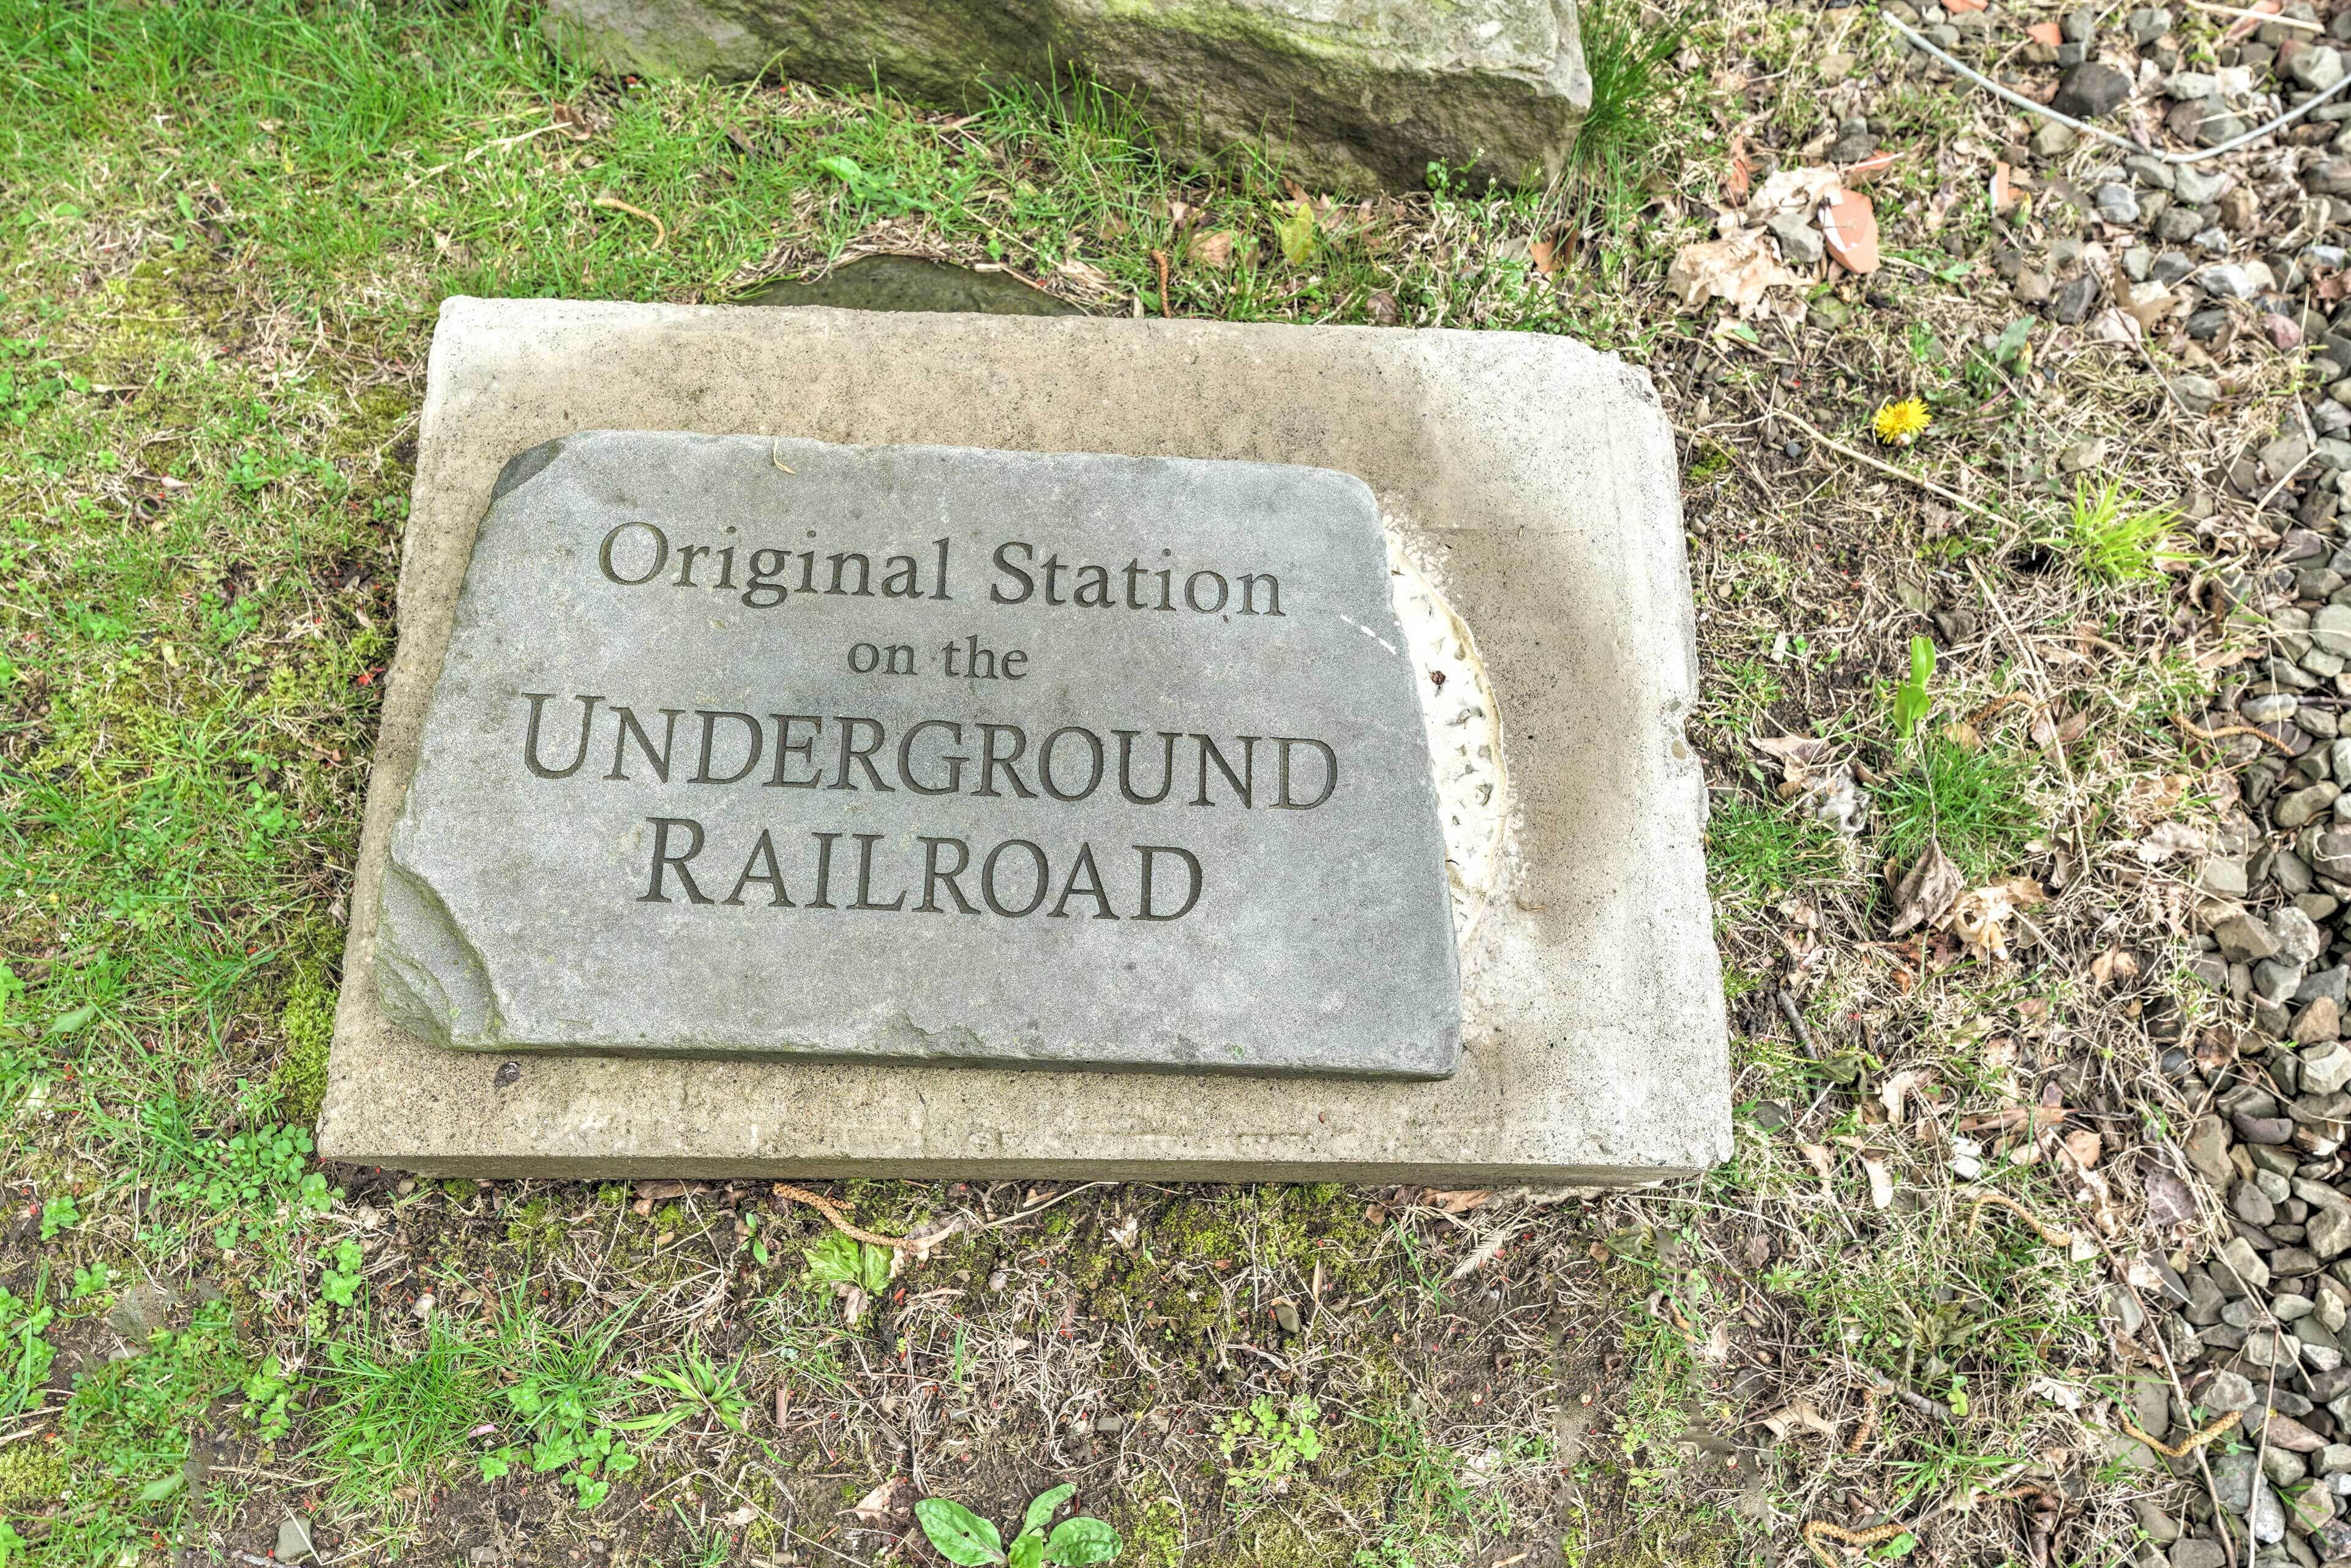 Original Station
on the
UNDERGROUND
RAILROAD